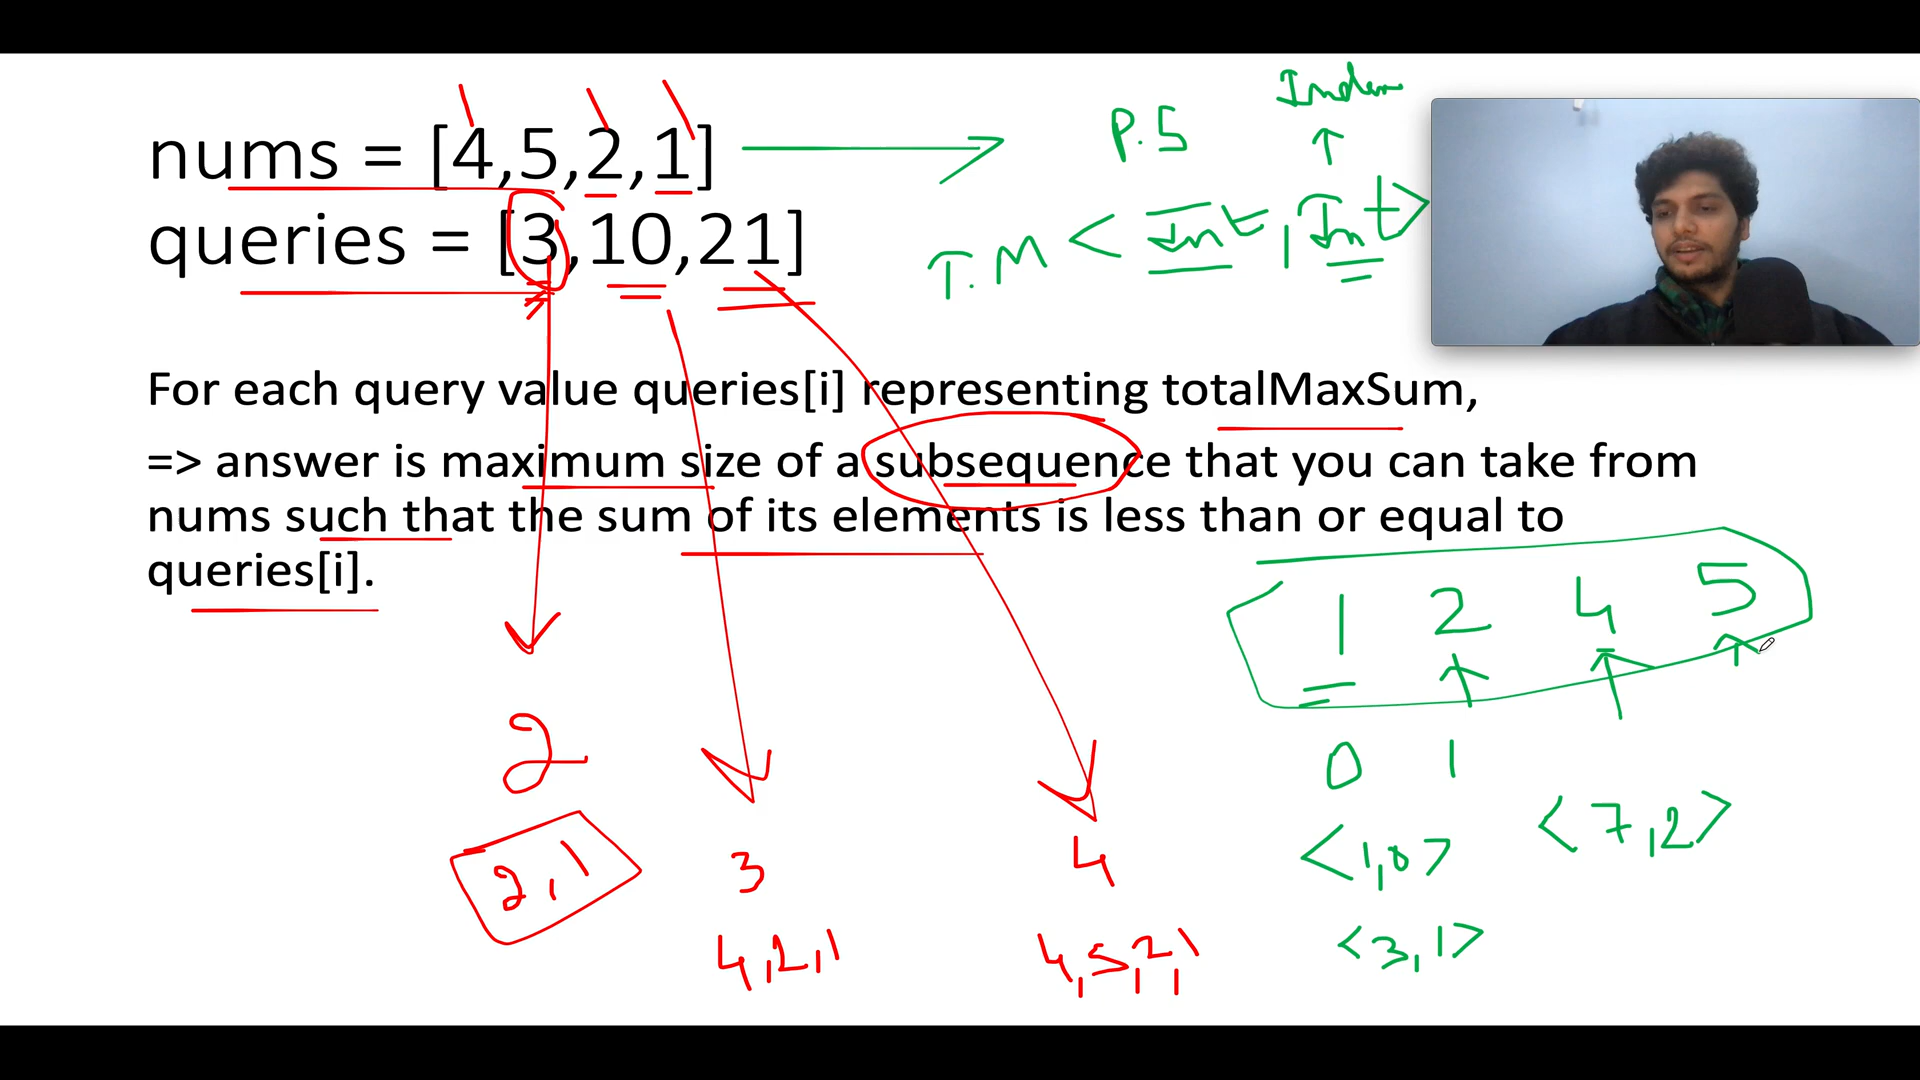 nums = [4,5,2,1]
queries = [3,10,21]
P.S
Index
T.M < Int, Int >
For each query value queries[i] representing totalMaxSum,
=> answer is maximum size of a subsequence that you can take from
nums such that the sum of its elements is less than or equal to
queries[i].
1 2 4 5
0 1
2
2,1
3
4,2,1
4
4,5,2,1
<1,0>
<7,2>
<3,1>